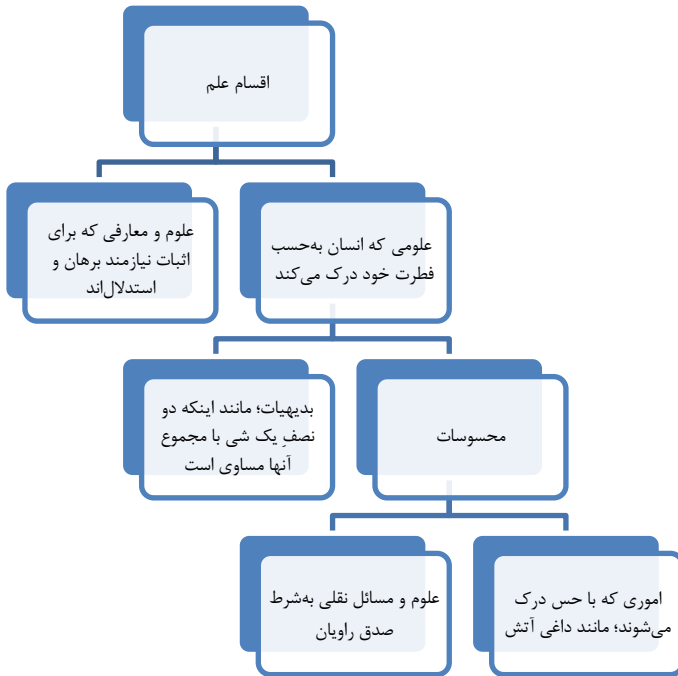 اقسام علم
علومی که انسان به‌حسب
فطرت خود درک می‌کند
علوم و معارفی که برای
اثبات نیازمند برهان و
استدلال‌اند
محسوسات
بدیهیات؛ مانند اینکه دو
نصفِ یک شی با مجموع
آنها مساوی است
اموری که با حس درک
می‌شوند؛ مانند داغی آتش
علوم و مسائل نقلی به‌شرط
صدق راویان